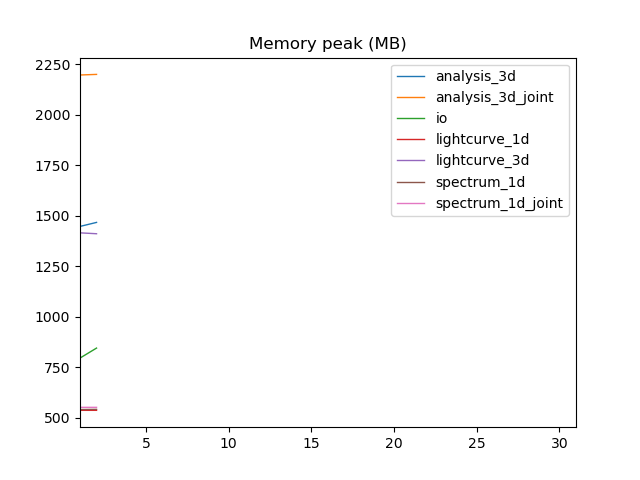 Memory peak (MB)
2250
2000
1750
1500
1250
1000
750
500
5
10
15
20
25
30
analysis_3d
analysis_3d_joint
io
lightcurve_1d
lightcurve_3d
spectrum_1d
spectrum_1d_joint